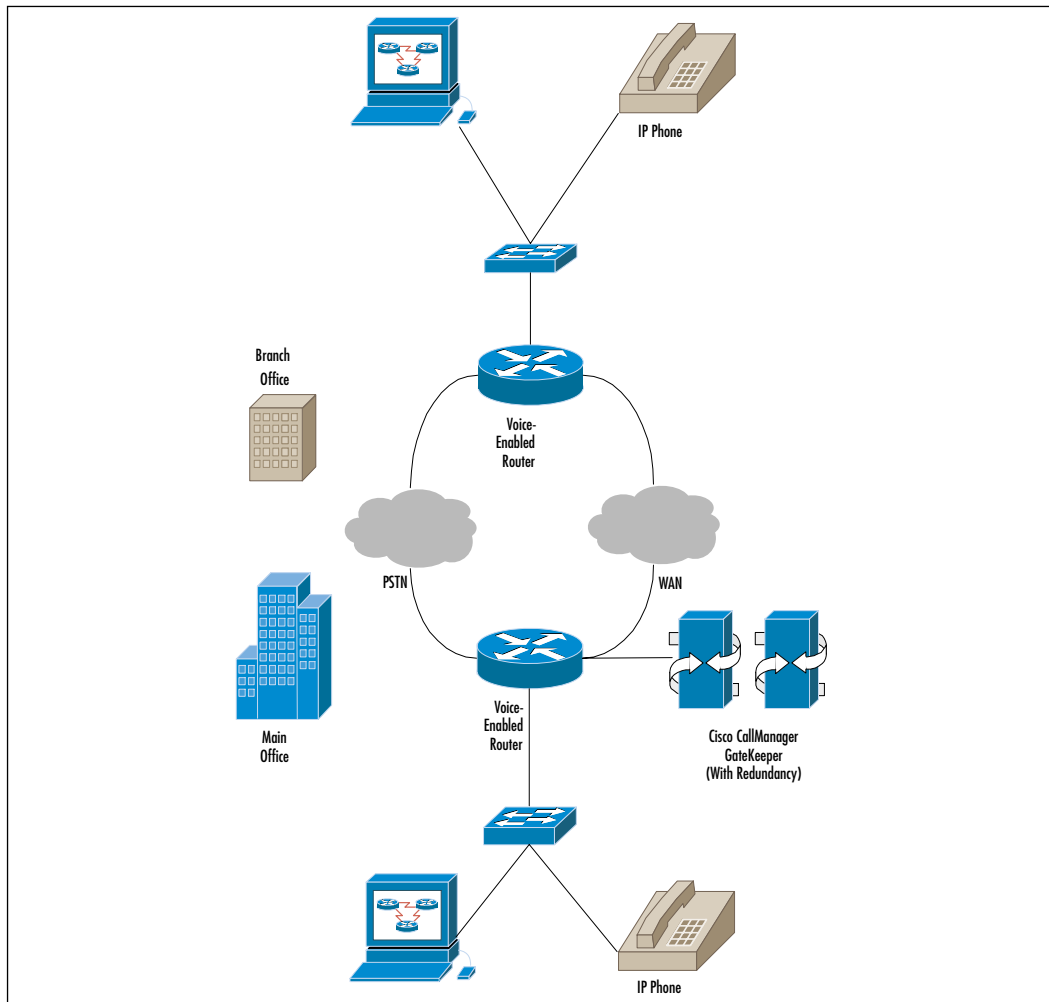 IP Phone
Branch
Office
Voice-
Enabled
Router
PSTN
WAN
Voice-
Enabled
Router
Main
Office
Cisco CallManager
GateKeeper
(With Redundancy)
IP Phone